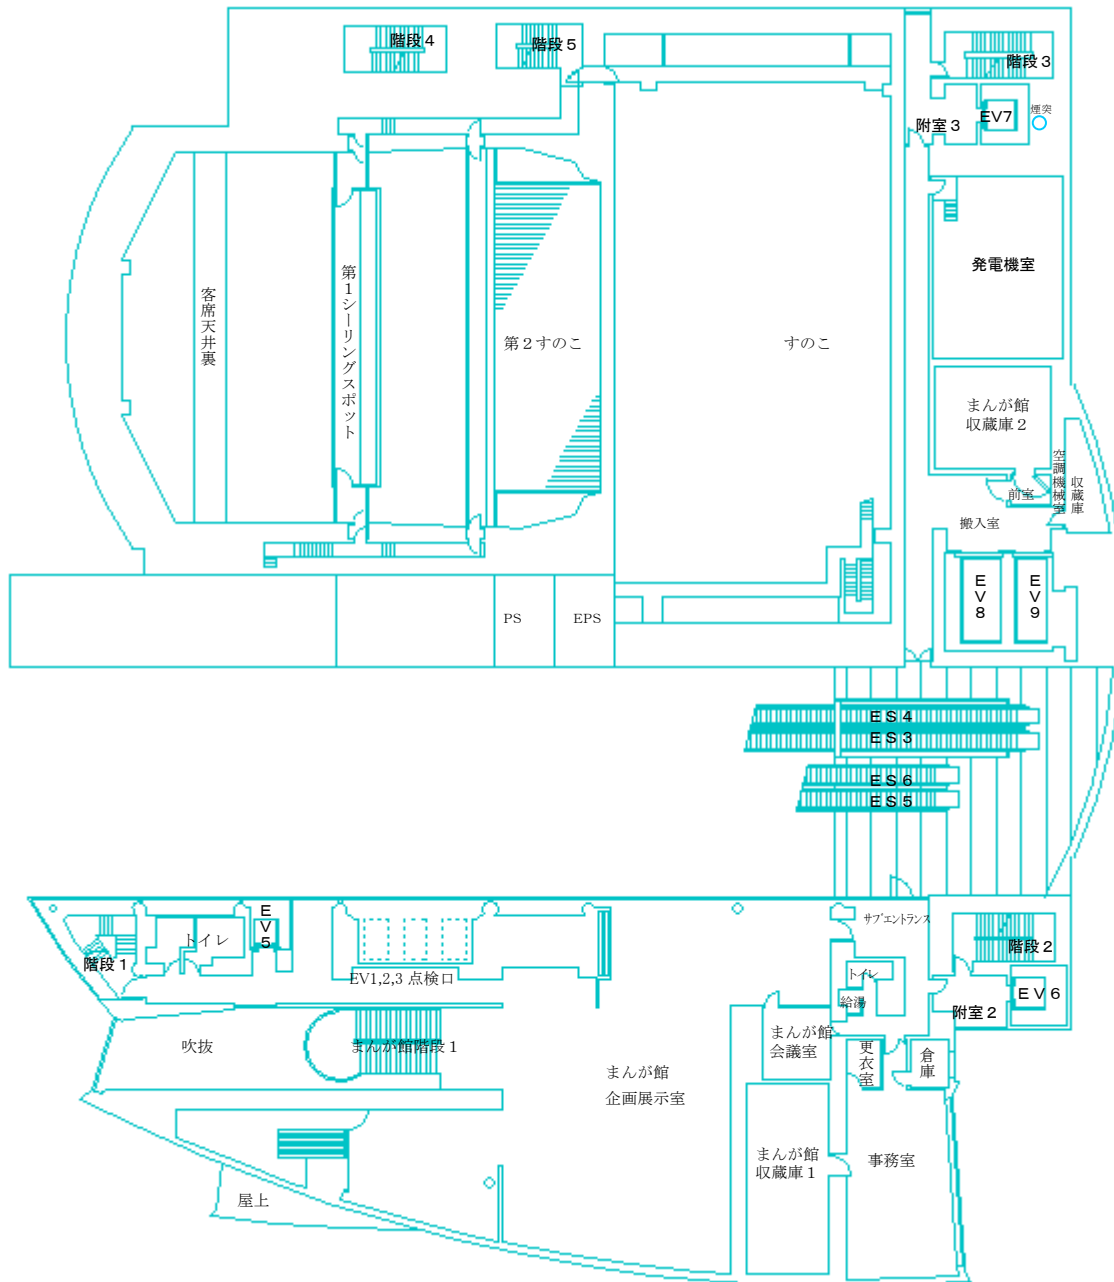 階段４
階段５
階段３
EV7
煙突
附室３
発電機室
客席天井裏
第１シーリングスポット
第２すのこ
すのこ
まんが館
収蔵庫２
空調機械室
収蔵庫
前室
搬入室
EV8
EV9
PS
EPS
ES4
ES3
ES6
ES5
サブエントランス
EV5
トイレ
階段１
EV1,2,3 点検口
トイレ
給湯
階段２
EV6
附室２
吹抜
まんが館階段１
まんが館
会議室
更衣室
倉庫
まんが館
企画展示室
まんが館
収蔵庫１
事務室
屋上